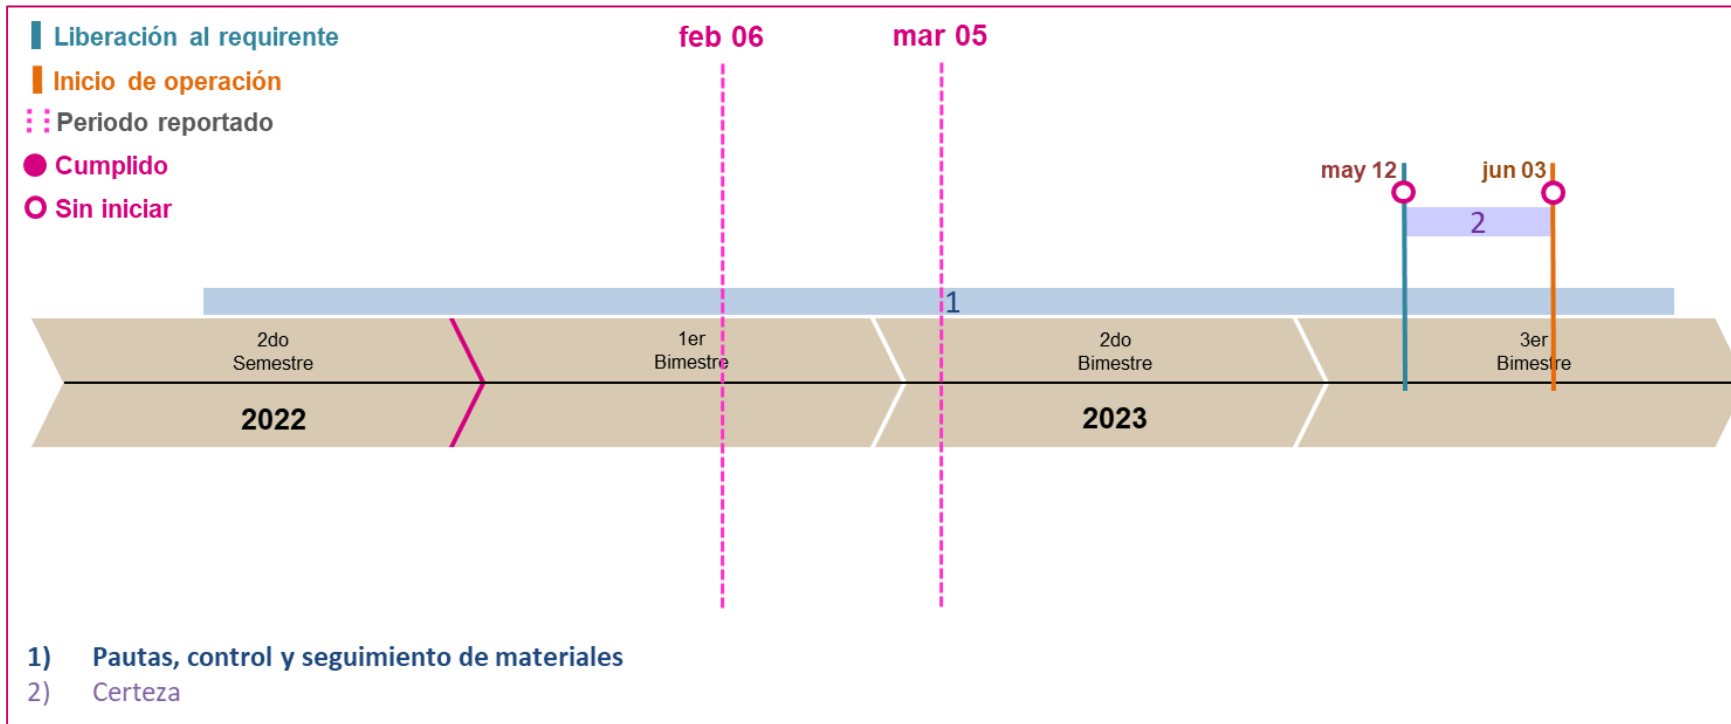 Liberación al requirente
Inicio de operación
Periodo reportado
Cumplido
Sin iniciar
feb 06
mar 05
may 12
jun 03
2
1
2do
Semestre
1er
Bimestre
2do
Bimestre
3er
Bimestre
2022
2023
1) Pautas, control y seguimiento de materiales
2) Certeza